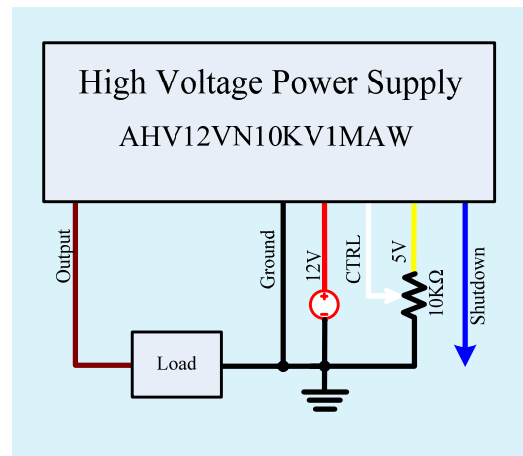 High Voltage Power Supply
AHV12VN10KV1MAW
Output
Ground
12V
CTRL
5V
10KΩ
Shutdown
Load